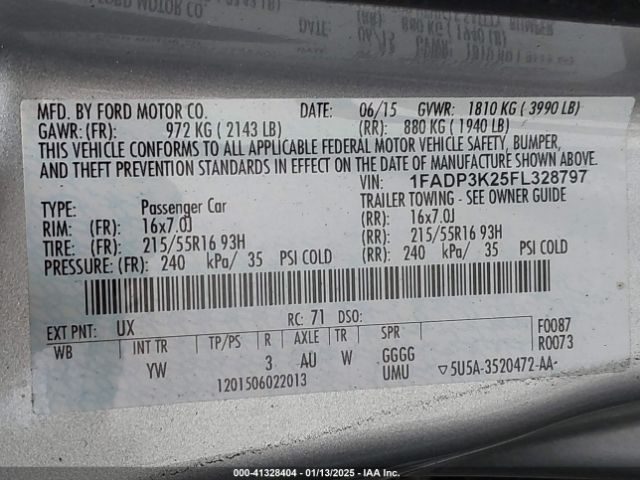 FORD MOTOR CO.
MFD. BY FORD MOTOR CO. DATE: 06/15 GVWR: 1810 KG ( 3990 LB)
GAWR: (FR): 972 KG ( 2143 LB) (RR): 880 KG ( 1940 LB)
THIS VEHICLE CONFORMS TO ALL APPLICABLE FEDERAL MOTOR VEHICLE SAFETY, BUMPER,
AND THEFT PREVENTION STANDARDS IN EFFECT ON THE DATE OF MANUFACTURE SHOWN ABOVE.
VIN: 1FADP3K25FL328797
TYPE: Passenger Car TRAILER TOWING - SEE OWNER GUIDE
RIM: (FR): 16x7.0J (RR): 16x7.0J
TIRE: (FR): 215/55R16 93H (RR): 215/55R16 93H
PRESSURE: (FR): 240 kPa/ 35 PSI COLD (RR): 240 kPa/ 35 PSI COLD
RC: 71 DSO:
EXT PNT: UX F0087
WB INT TR TP/PS R AXLE TR SPR R0073
YW 3 AU W GGGG
UMU ▽5U5A-3520472-AA-
1201506022013
000-41328404 - 01/13/2025 - IAA Inc.